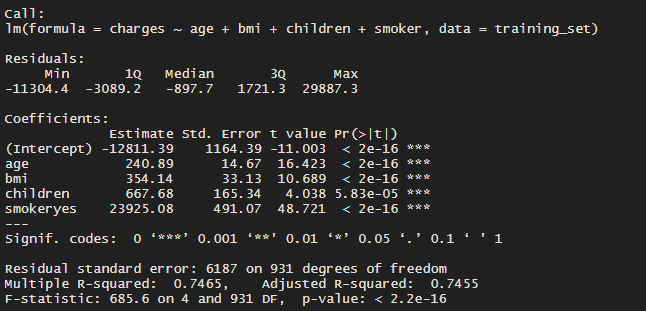 Call:
lm(formula = charges ~ age + bmi + children + smoker, data = training_set)
Residuals:
Min 1Q Median 3Q Max
-11304.4 -3089.2 -897.7 1721.3 29887.3
Coefficients:
Estimate Std. Error t value Pr(>|t|)
(Intercept) -12811.39 1164.39 -11.003 < 2e-16 ***
age 240.89 14.67 16.423 < 2e-16 ***
bmi 354.14 33.13 10.689 < 2e-16 ***
children 667.68 165.34 4.038 5.83e-05 ***
smokeryes 23925.08 491.07 48.721 < 2e-16 ***
---
Signif. codes: 0 ‘***’ 0.001 ‘**’ 0.01 ‘*’ 0.05 ‘.’ 0.1 ‘ ’ 1
Residual standard error: 6187 on 931 degrees of freedom
Multiple R-squared: 0.7465, Adjusted R-squared: 0.7455
F-statistic: 685.6 on 4 and 931 DF, p-value: < 2.2e-16